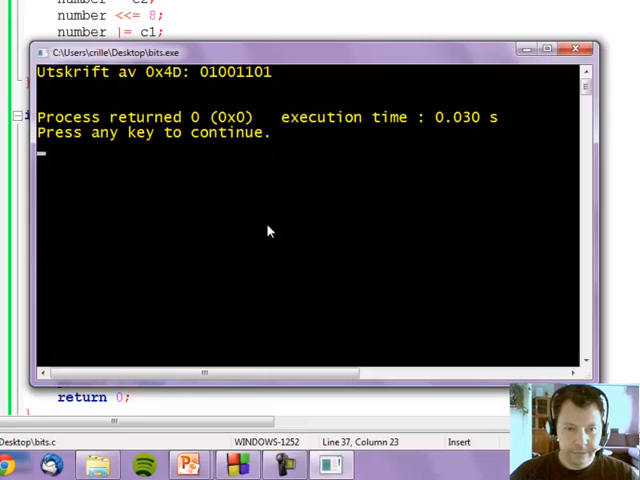 number <<= 8;
number |= c1;
C:\Users\crille\Desktop\bits.exe
Utskrift av 0x4D: 01001101
Process returned 0 (0x0) execution time : 0.030 s
Press any key to continue.
return 0;
}
Desktop\bits.c WINDOWS-1252 Line 37, Column 23 Insert